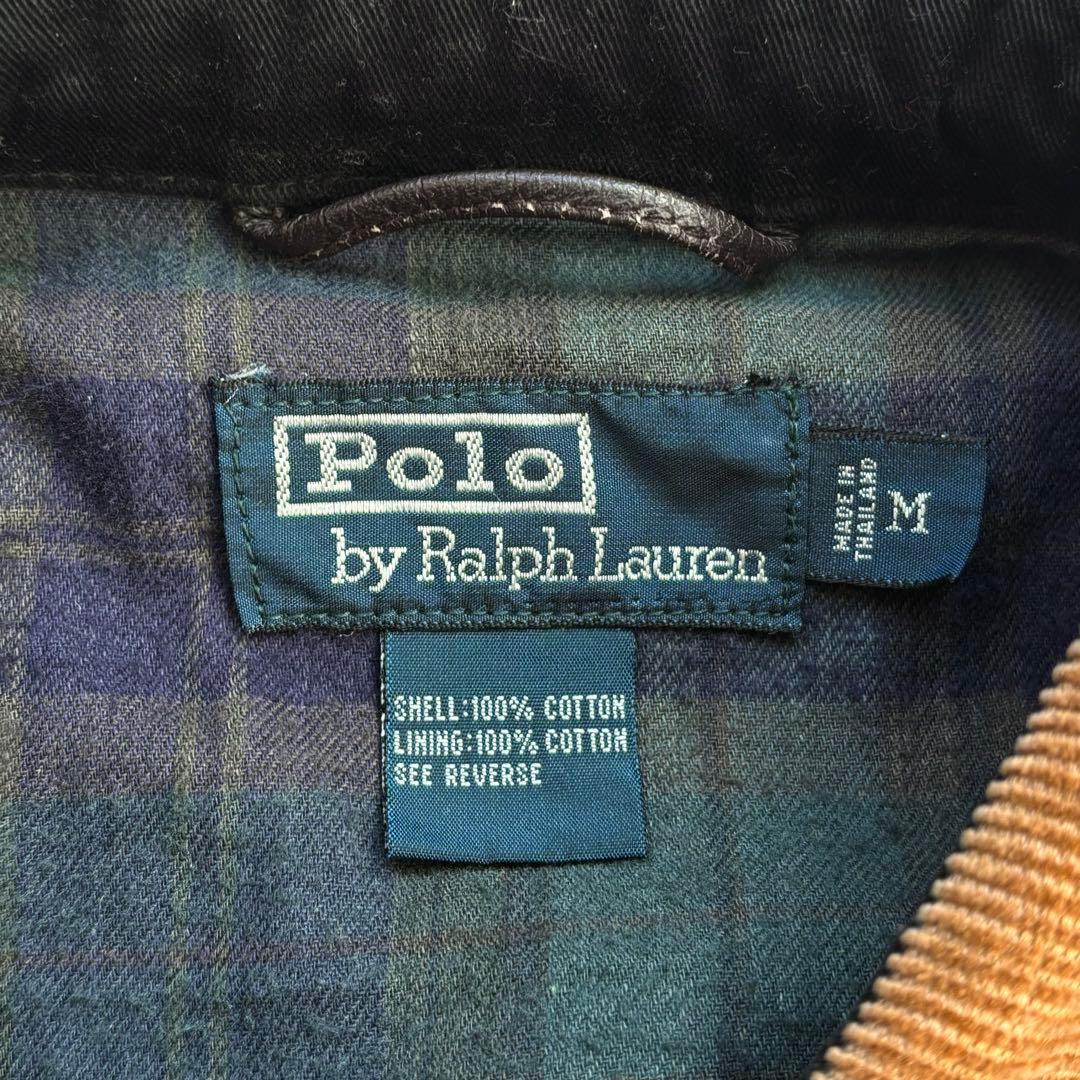 Polo
by Ralph Lauren
MADE IN
THAILAND
M
SHELL:100% COTTON
LINING:100% COTTON
SEE REVERSE